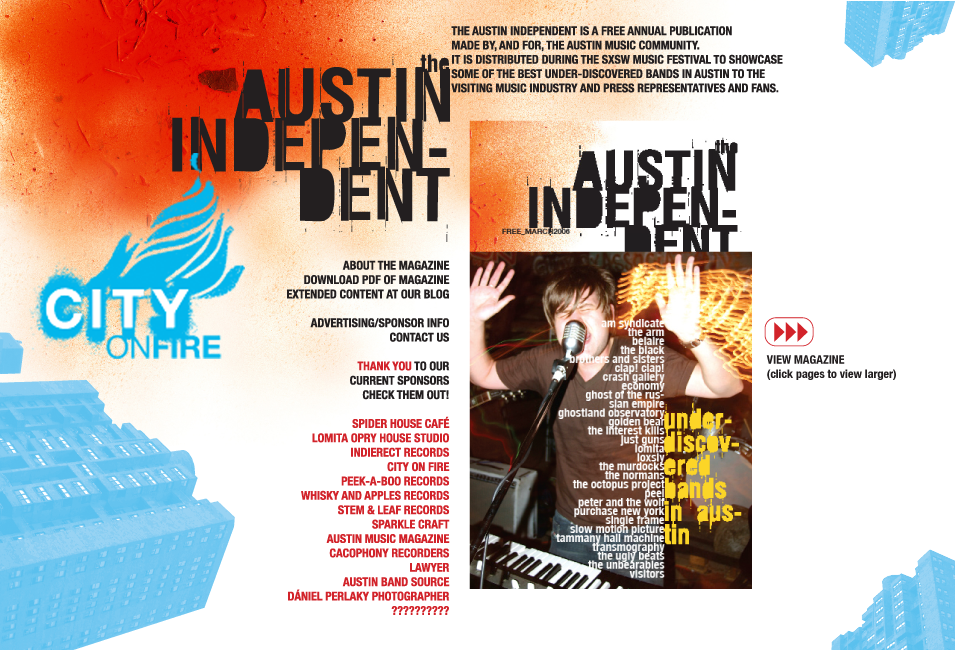 THE AUSTIN INDEPENDENT IS A FREE ANNUAL PUBLICATION
MADE BY, AND FOR, THE AUSTIN MUSIC COMMUNITY.
IT IS DISTRIBUTED DURING THE SXSW MUSIC FESTIVAL TO SHOWCASE
SOME OF THE BEST UNDER-DISCOVERED BANDS IN AUSTIN TO THE
VISITING MUSIC INDUSTRY AND PRESS REPRESENTATIVES AND FANS.
the
AUSTIN
INDEPEN-
DENT
CITY
ONFIRE
ABOUT THE MAGAZINE
DOWNLOAD PDF OF MAGAZINE
EXTENDED CONTENT AT OUR BLOG
ADVERTISING/SPONSOR INFO
CONTACT US
THANK YOU TO OUR
CURRENT SPONSORS
CHECK THEM OUT!
SPIDER HOUSE CAFÉ
LOMITA OPRY HOUSE STUDIO
INDIERECT RECORDS
CITY ON FIRE
PEEK-A-BOO RECORDS
WHISKY AND APPLES RECORDS
STEM & LEAF RECORDS
SPARKLE CRAFT
AUSTIN MUSIC MAGAZINE
CACOPHONY RECORDERS
LAWYER
AUSTIN BAND SOURCE
DÁNIEL PERLAKY PHOTOGRAPHER
??????????
the
AUSTIN
INDEPEN-
DENT
FREE_MARCH2006
am syndicate
the arm
belaire
the black
brothers and sisters
clap! clap!
crash gallery
economy
ghost of the rus-
sian empire
ghostland observatory
golden bear
the interest kills
just guns
lomita
loxsly
the murdocks
the normans
the octopus project
peel
peter and the wolf
purchase new york
single frame
slow motion picture
tammany hall machine
transmography
the ugly beats
the unbearables
visitors
under-
discov-
ered
bands
in aus-
tin
VIEW MAGAZINE
(click pages to view larger)